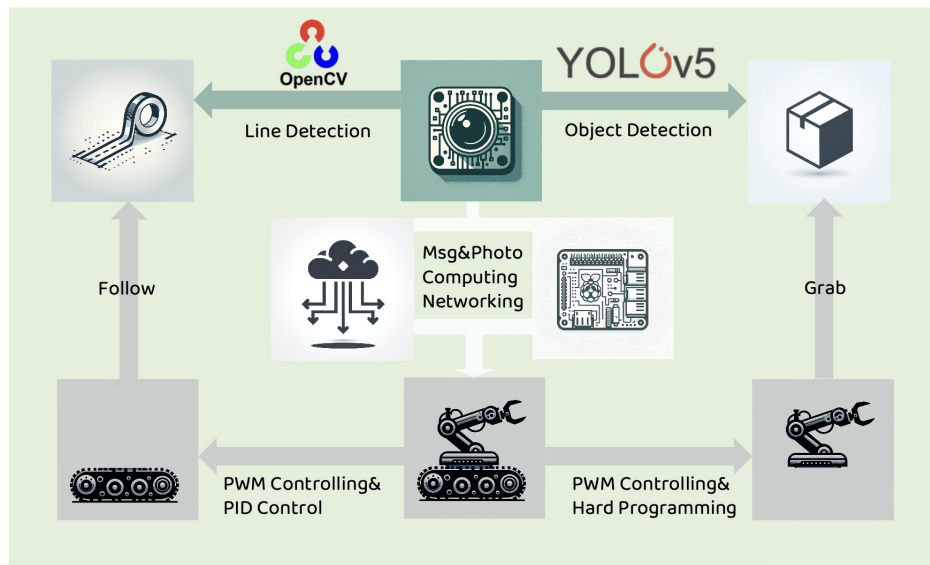 OpenCV
YOLOv5
Line Detection
Object Detection
Msg&Photo
Computing
Networking
Follow
Grab
PWM Controlling&
PID Control
PWM Controlling&
Hard Programming